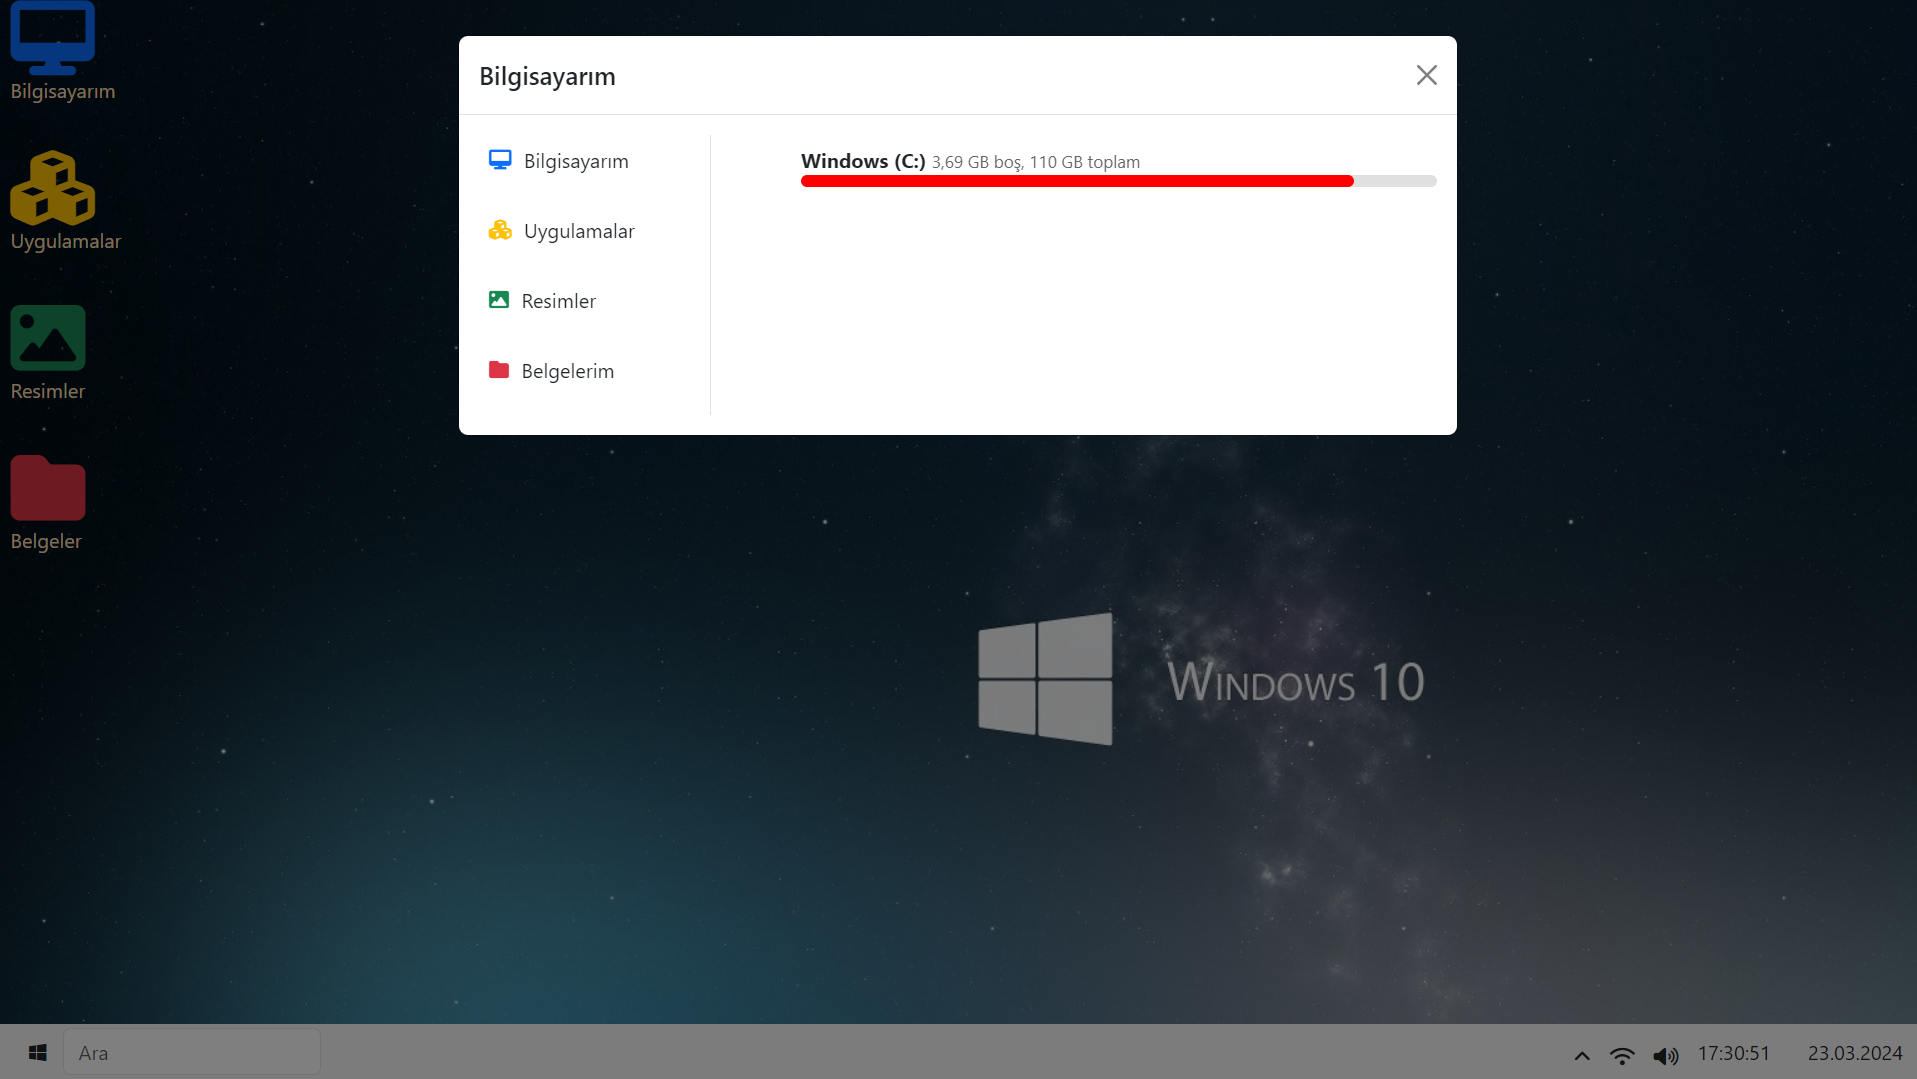 Bilgisayarım
Uygulamalar
Resimler
Belgeler
Bilgisayarım
Bilgisayarım
Uygulamalar
Resimler
Belgelerim
Windows (C:) 3,69 GB boş, 110 GB toplam
Windows 10
Ara
17:30:51
23.03.2024